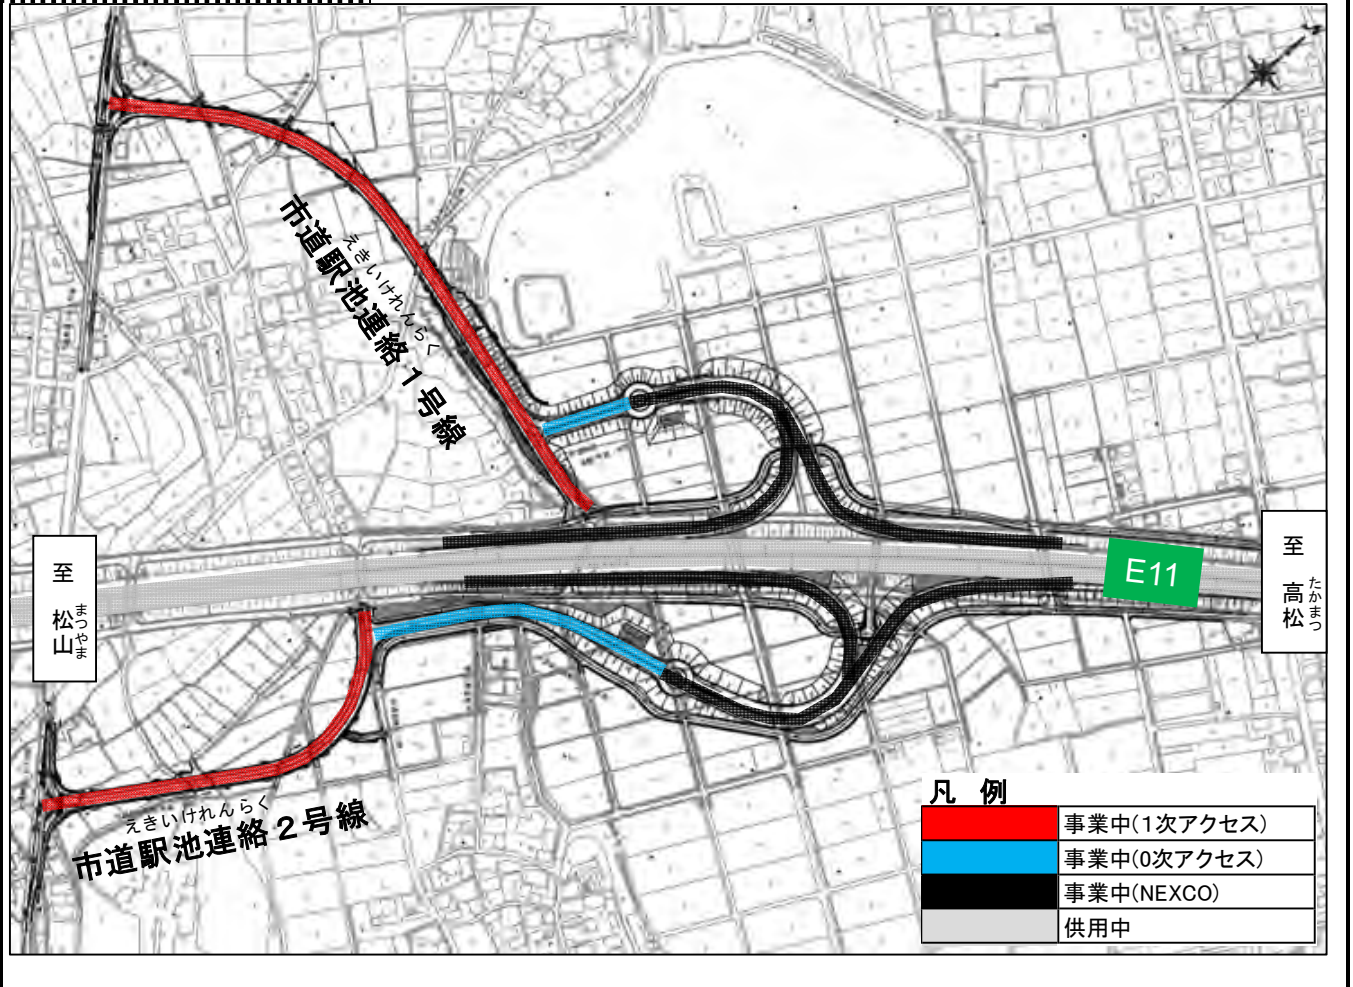 えきいけれんらく
市道駅池連絡１号線
E11
至
松山
まつやま
至
高松
たかまつ
えきいけれんらく
市道駅池連絡２号線
凡 例
事業中(1次アクセス)
事業中(0次アクセス)
事業中(NEXCO)
供用中